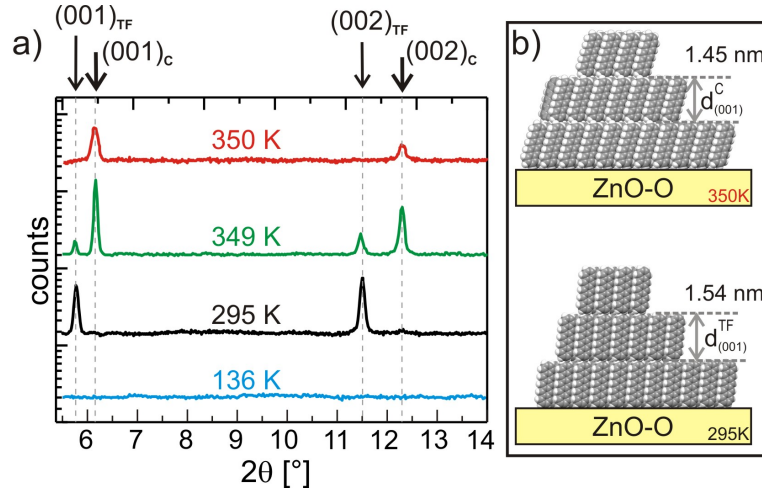 a)
(001)TF
(001)C
(002)TF
(002)C
350 K
349 K
295 K
136 K
counts
6 7 8 9 10 11 12 13 14
2θ [°]
b)
1.45 nm
d C (001)
ZnO-O
350K
1.54 nm
d TF (001)
ZnO-O
295K